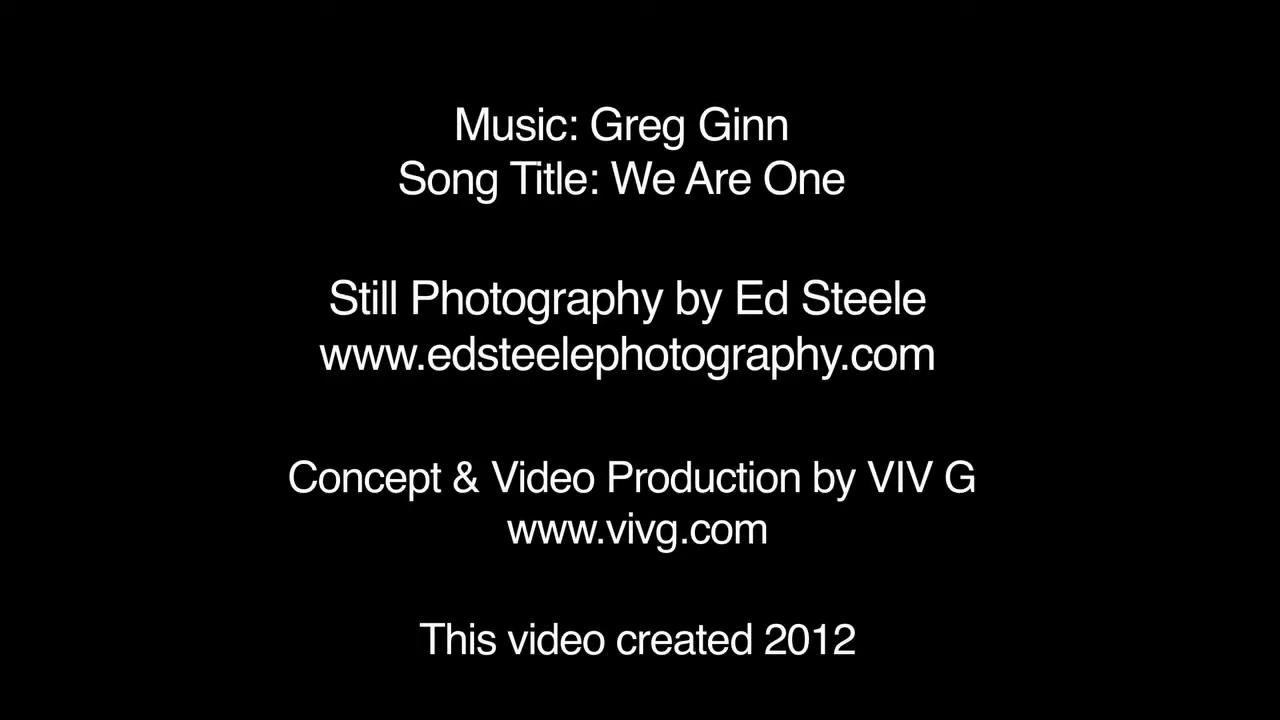 Music: Greg Ginn
Song Title: We Are One
Still Photography by Ed Steele
www.edsteelephotography.com
Concept & Video Production by VIV G
www.vivg.com
This video created 2012